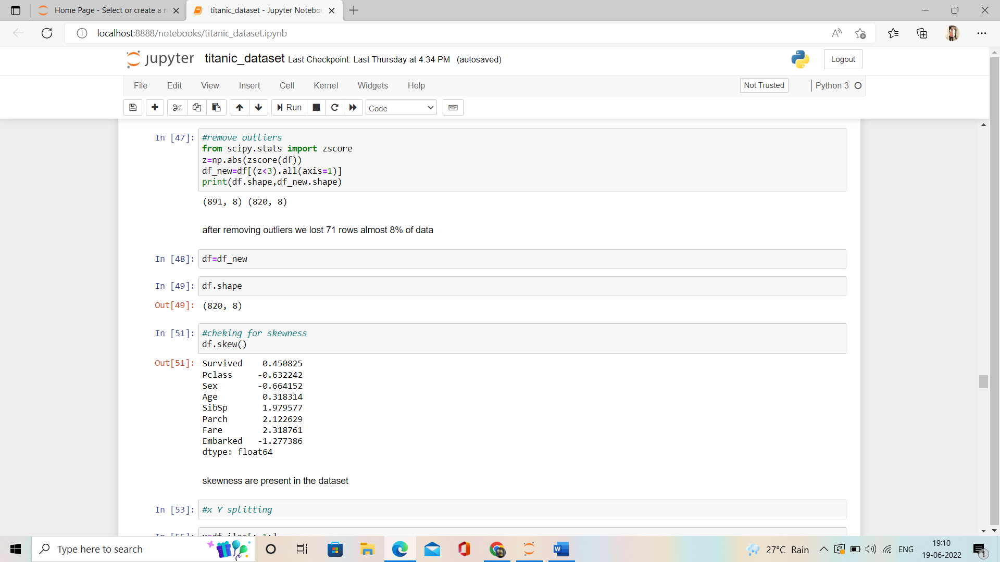 Home Page - Select or create a n
titanic_dataset - Jupyter Notebo
localhost:8888/notebooks/titanic_dataset.ipynb
jupyter titanic_dataset Last Checkpoint: Last Thursday at 4:34 PM (autosaved)
Logout
File Edit View Insert Cell Kernel Widgets Help
Not Trusted
Python 3
Run
Code
In [47]: #remove outliers
from scipy.stats import zscore
z=np.abs(zscore(df))
df_new=df[(z<3).all(axis=1)]
print(df.shape,df_new.shape)
(891, 8) (820, 8)
after removing outliers we lost 71 rows almost 8% of data
In [48]: df=df_new
In [49]: df.shape
Out[49]: (820, 8)
In [51]: #cheking for skewness
df.skew()
Out[51]: Survived 0.450825
Pclass -0.632242
Sex -0.664152
Age 0.318314
SibSp 1.979577
Parch 2.122629
Fare 2.318761
Embarked -1.277386
dtype: float64
skewness are present in the dataset
In [53]: #x Y splitting
In [55]: x=df.iloc[:,1:]
Type here to search
27°C Rain
ENG
19:10
19-06-2022
1